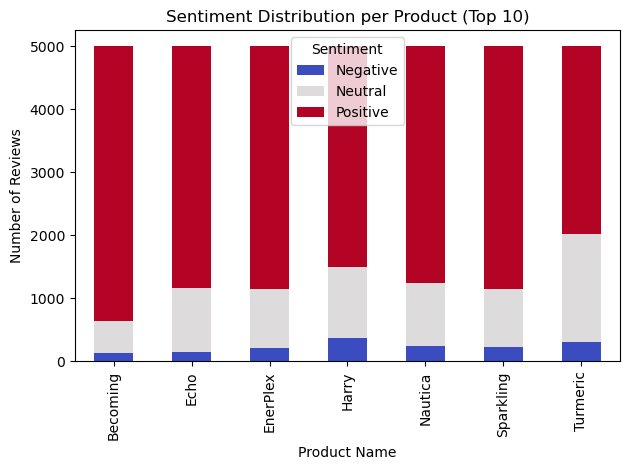 Sentiment Distribution per Product (Top 10)
Number of Reviews
5000
4000
3000
2000
1000
0
Sentiment
Negative
Neutral
Positive
Becoming
Echo
EnerPlex
Harry
Nautica
Sparkling
Turmeric
Product Name